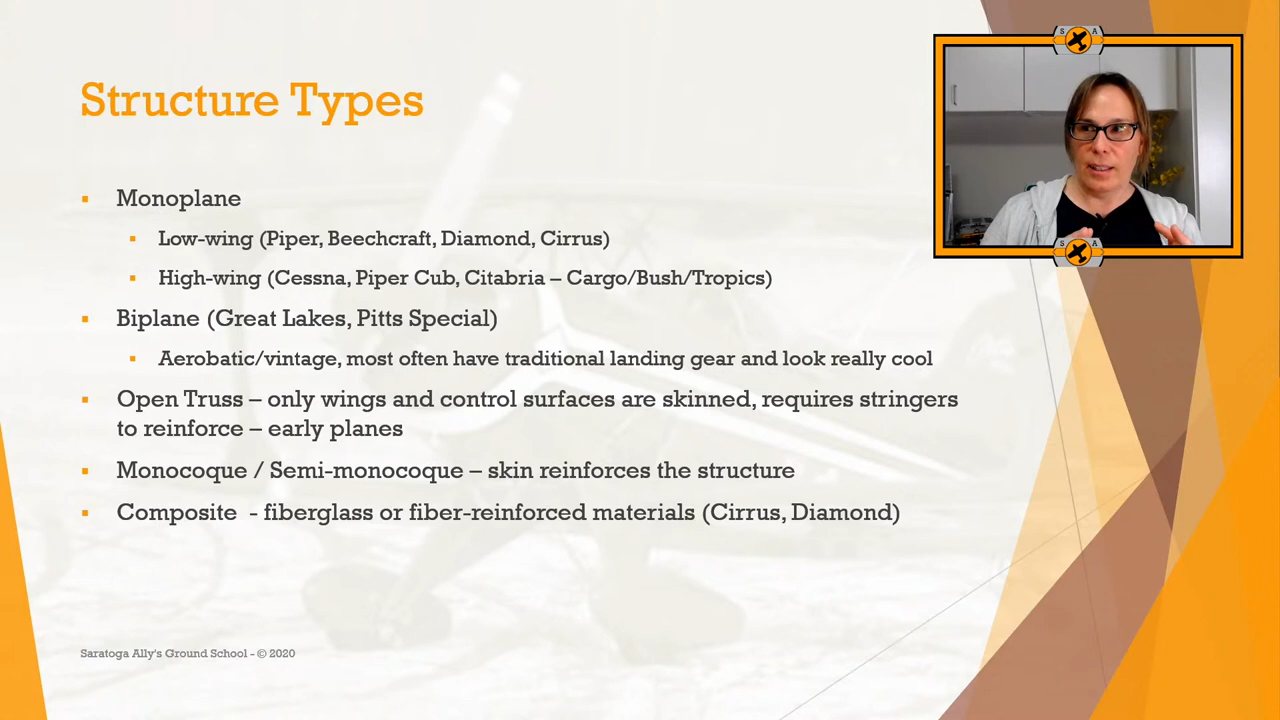 Structure Types
Monoplane
Low-wing (Piper, Beechcraft, Diamond, Cirrus)
High-wing (Cessna, Piper Cub, Citabria – Cargo/Bush/Tropics)
Biplane (Great Lakes, Pitts Special)
Aerobatic/vintage, most often have traditional landing gear and look really cool
Open Truss – only wings and control surfaces are skinned, requires stringers
to reinforce – early planes
Monocoque / Semi-monocoque – skin reinforces the structure
Composite - fiberglass or fiber-reinforced materials (Cirrus, Diamond)
Saratoga Ally's Ground School - © 2020
S A
S A